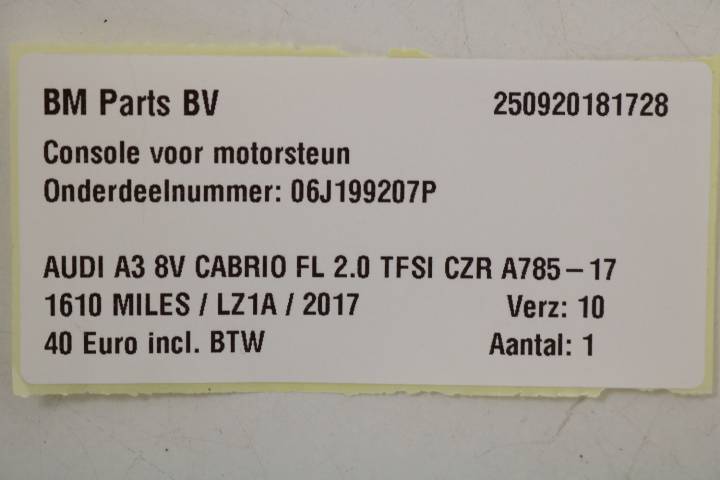 BM Parts BV 250920181728
Console voor motorsteun
Onderdeelnummer: 06J199207P
AUDI A3 8V CABRIO FL 2.0 TFSI CZR A785-17
1610 MILES / LZ1A / 2017 Verz: 10
40 Euro incl. BTW Aantal: 1